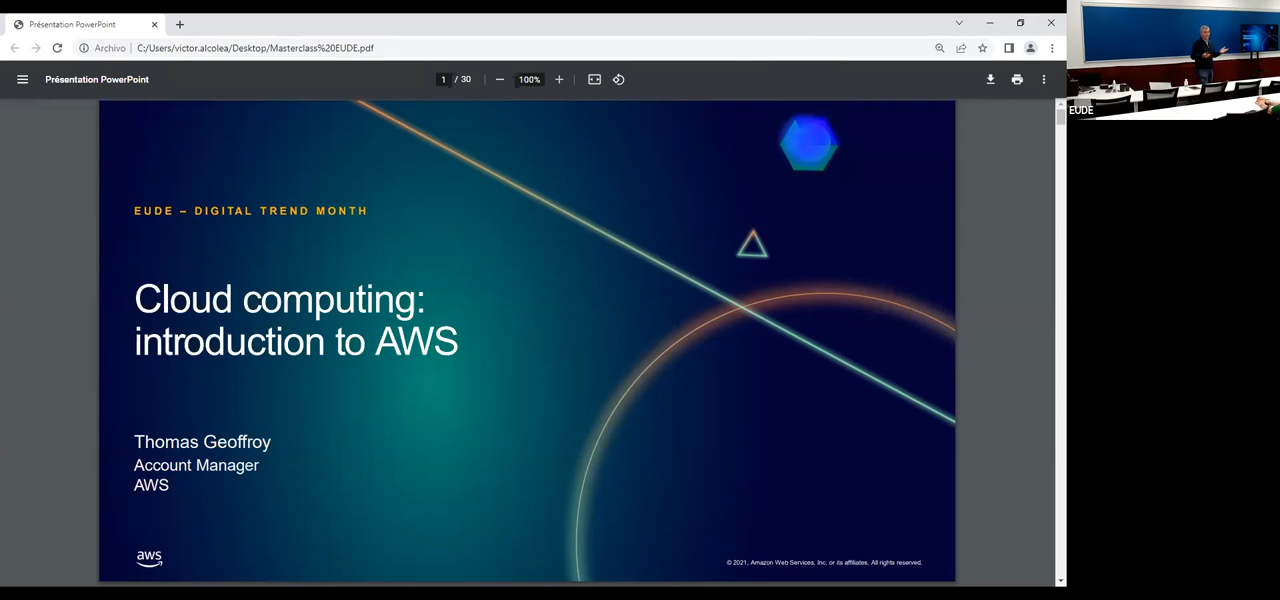 Présentation PowerPoint
Archivo
C:/Users/victor.alcolea/Desktop/Masterclass%20EUDE.pdf
Présentation PowerPoint
1 / 30
100%
EUDE
EUDE – DIGITAL TREND MONTH
Cloud computing:
introduction to AWS
Thomas Geoffroy
Account Manager
AWS
aws
© 2021, Amazon Web Services, Inc. or its affiliates. All rights reserved.